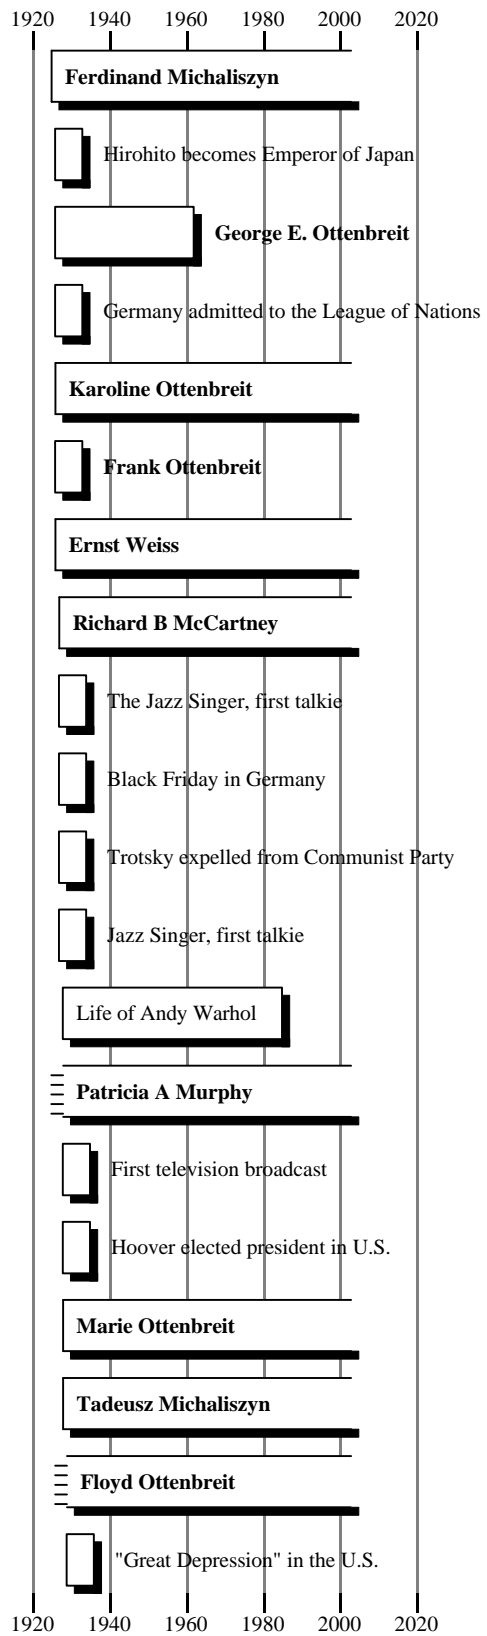 1920 1940 1960 1980 2000 2020
Ferdinand Michaliszyn
Hirohito becomes Emperor of Japan
George E. Ottenbreit
Germany admitted to the League of Nations
Karoline Ottenbreit
Frank Ottenbreit
Ernst Weiss
Richard B McCartney
The Jazz Singer, first talkie
Black Friday in Germany
Trotsky expelled from Communist Party
Jazz Singer, first talkie
Life of Andy Warhol
Patricia A Murphy
First television broadcast
Hoover elected president in U.S.
Marie Ottenbreit
Tadeusz Michaliszyn
Floyd Ottenbreit
"Great Depression" in the U.S.
1920 1940 1960 1980 2000 2020